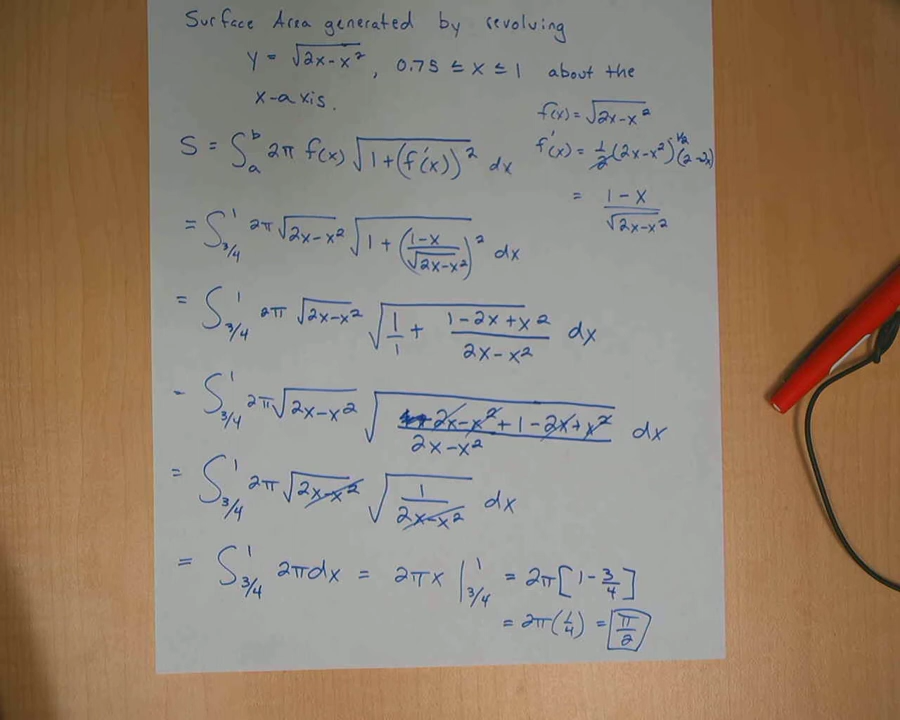 Surface Area generated by revolving
y = √(2x-x²) , 0.75 ≤ x ≤ 1 about the
x-axis.
f(x) = √(2x-x²)
S = ∫_a^b 2π f(x) √(1+(f'(x))²) dx
f'(x) = 1/2 (2x-x²)^(-1/2) (2-2x)
= (1-x)/√(2x-x²)
= ∫_{3/4}^1 2π √(2x-x²) √(1 + ((1-x)/√(2x-x²))²) dx
= ∫_{3/4}^1 2π √(2x-x²) √(1/1 + (1-2x+x²)/(2x-x²)) dx
= ∫_{3/4}^1 2π √(2x-x²) √((2x-x²+1-2x+x²)/(2x-x²)) dx
= ∫_{3/4}^1 2π √(2x-x²) √(1/(2x-x²)) dx
= ∫_{3/4}^1 2π dx = 2πx |_{3/4}^1 = 2π[1-3/4]
= 2π(1/4) = π/2